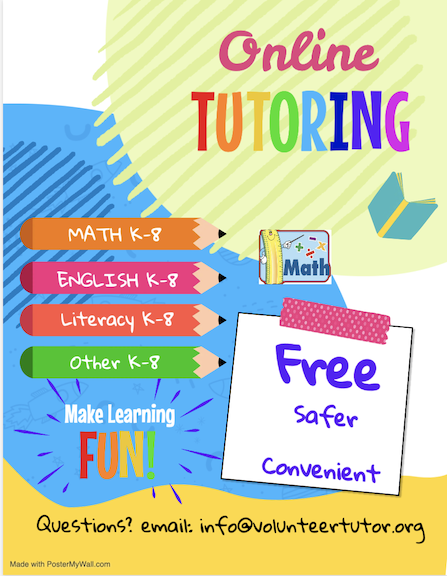 Online
TUTORING
MATH K-8
ENGLISH K-8
Literacy K-8
Other K-8
Math
Free
Safer
Convenient
Make Learning
FUN!
Questions? email: info@volunteertutor.org
Made with PosterMyWall.com